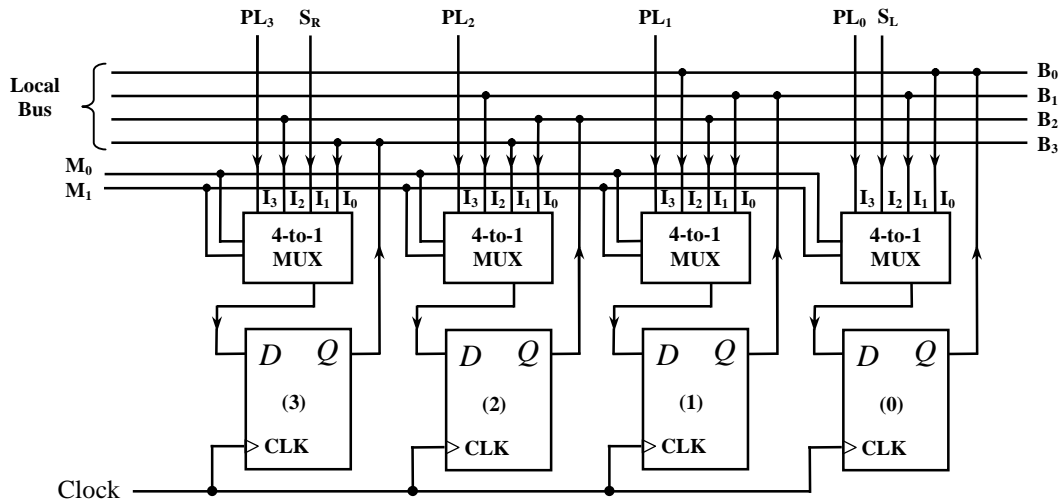 PL3 SR PL2 PL1 PL0 SL
Local Bus
B0
B1
B2
B3
M0
M1
I3 I2 I1 I0 I3 I2 I1 I0 I3 I2 I1 I0 I3 I2 I1 I0
4-to-1 MUX
4-to-1 MUX
4-to-1 MUX
4-to-1 MUX
D Q D Q D Q D Q
(3) (2) (1) (0)
CLK CLK CLK CLK
Clock